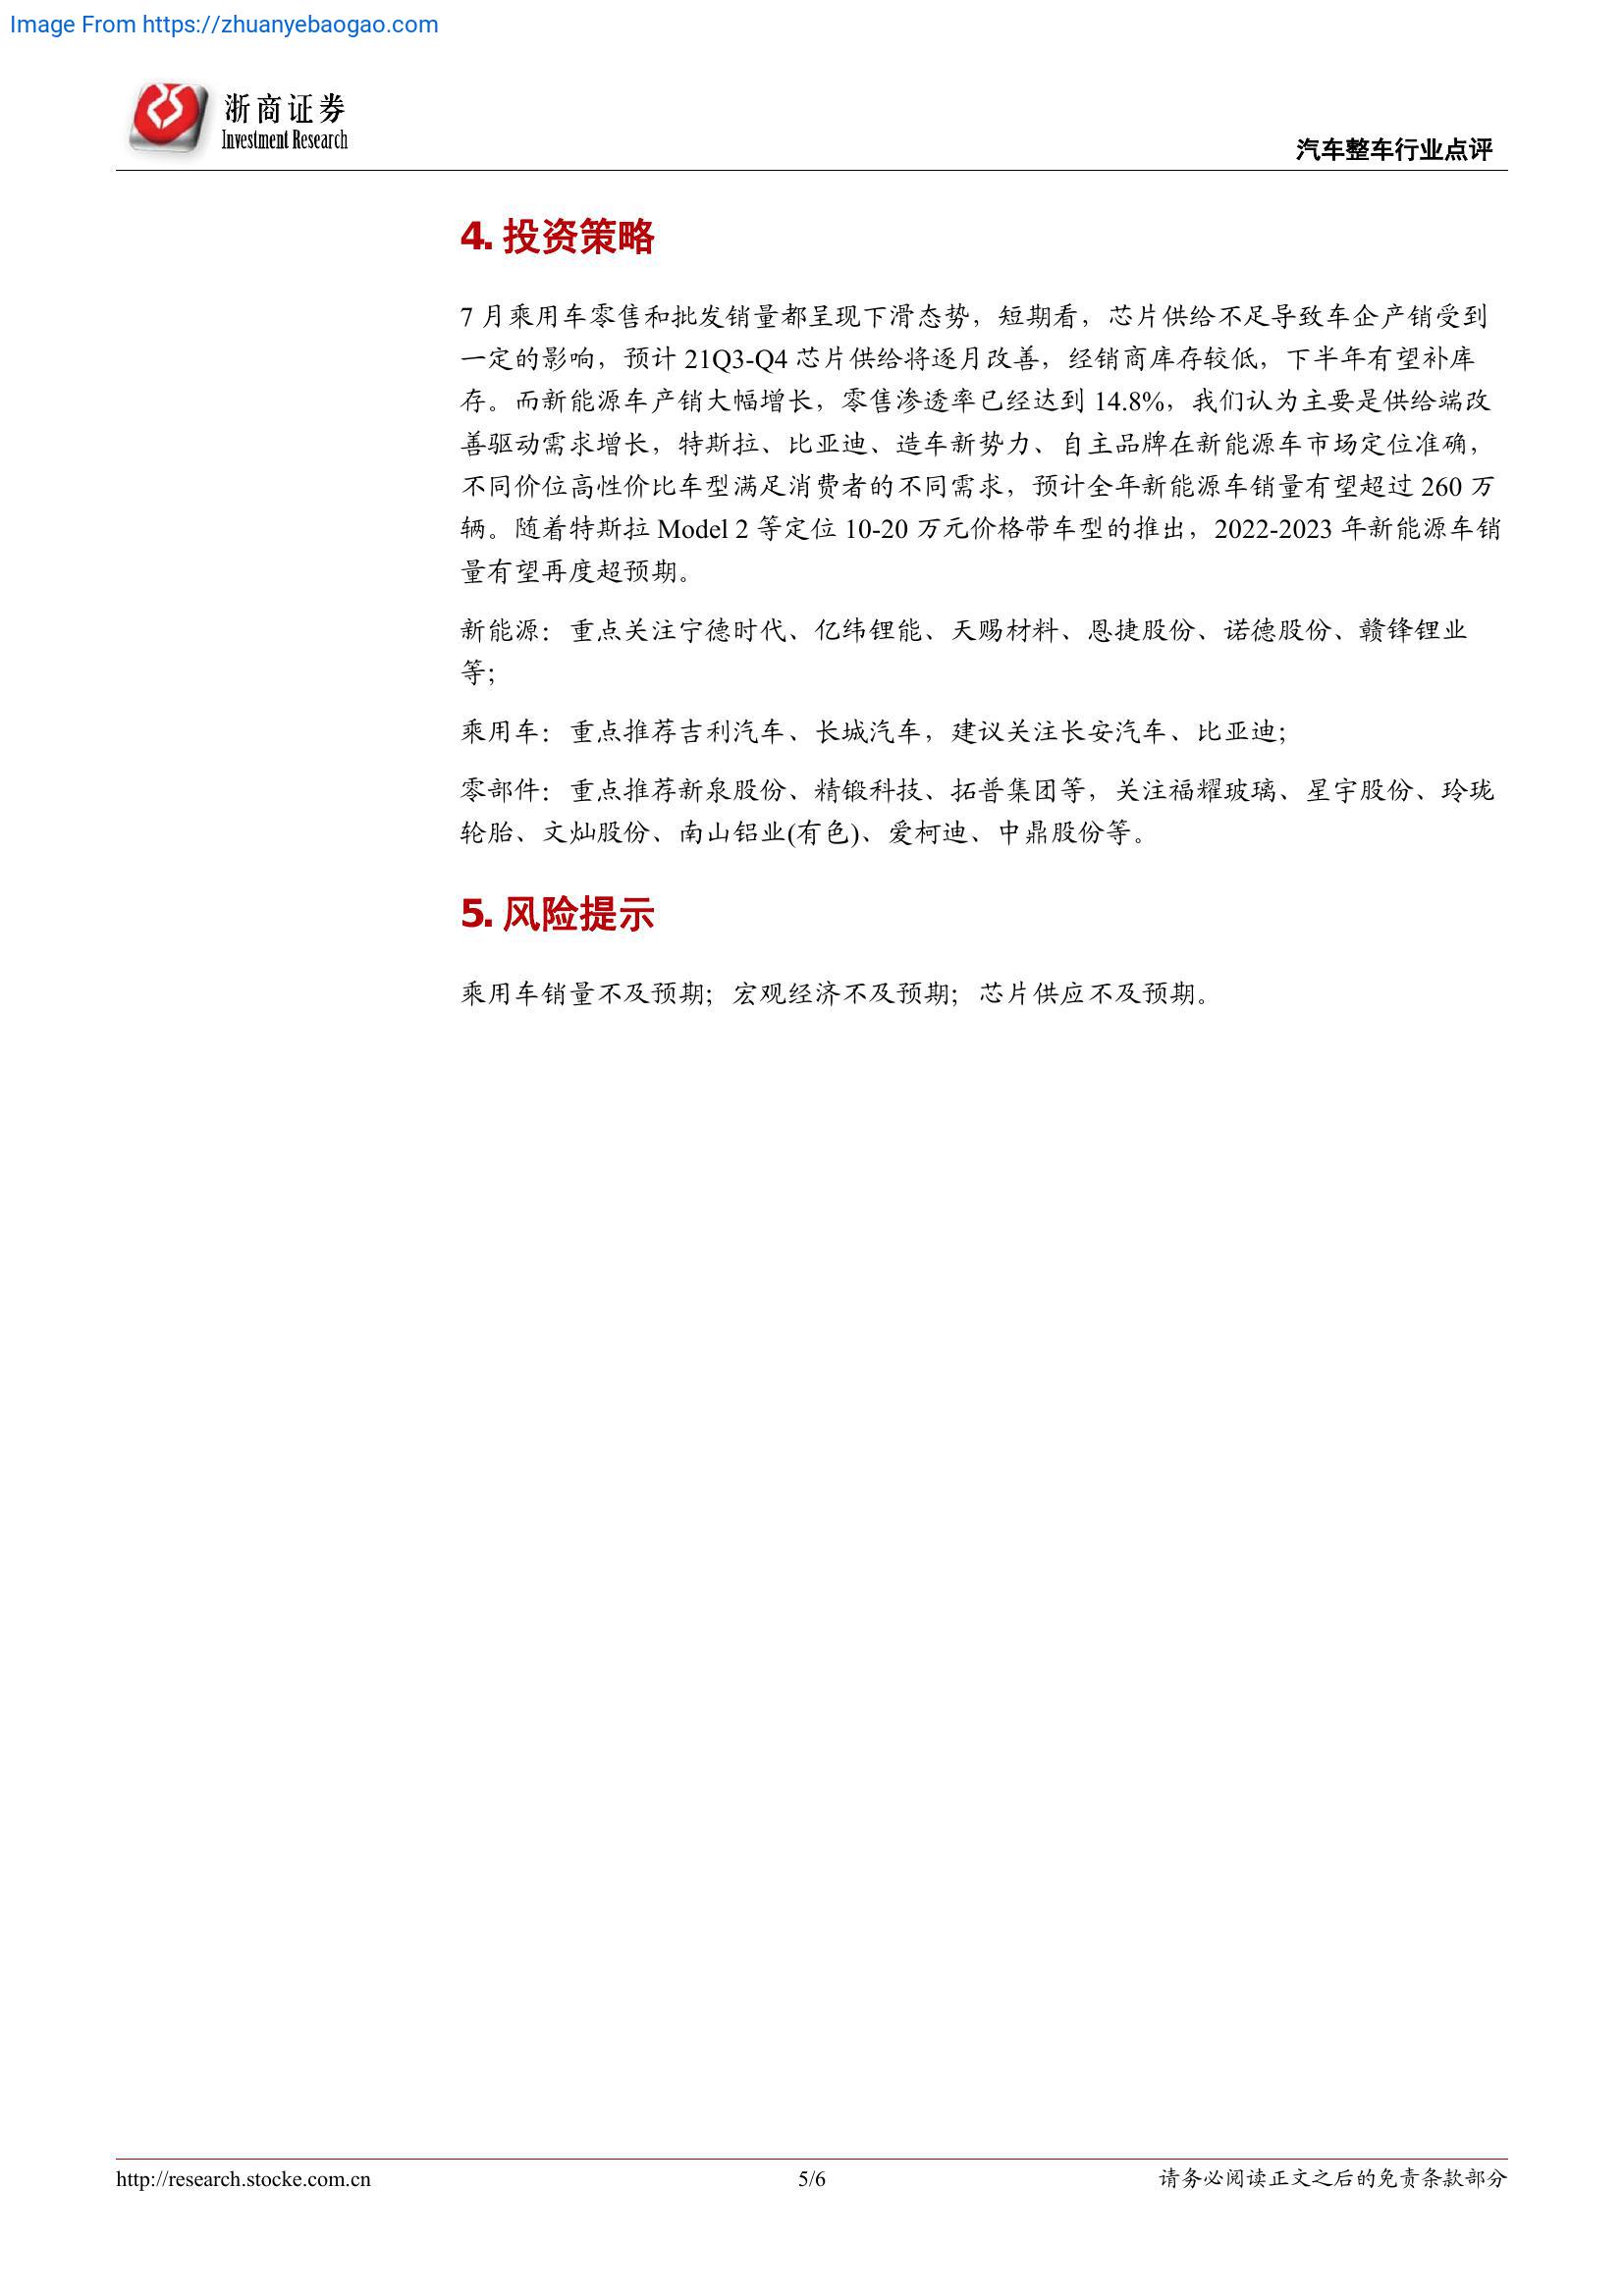 Image From https://zhuanyebaogao.com
浙商证券
Investment Research
汽车整车行业点评
4. 投资策略
7 月乘用车零售和批发销量都呈现下滑态势，短期看，芯片供给不足导致车企产销受到
一定的影响，预计 21Q3-Q4 芯片供给将逐月改善，经销商库存较低，下半年有望补库
存。而新能源车产销大幅增长，零售渗透率已经达到 14.8%，我们认为主要是供给端改
善驱动需求增长，特斯拉、比亚迪、造车新势力、自主品牌在新能源车市场定位准确，
不同价位高性价比车型满足消费者的不同需求，预计全年新能源车销量有望超过 260 万
辆。随着特斯拉 Model 2 等定位 10-20 万元价格带车型的推出，2022-2023 年新能源车销
量有望再度超预期。
新能源：重点关注宁德时代、亿纬锂能、天赐材料、恩捷股份、诺德股份、赣锋锂业
等；
乘用车：重点推荐吉利汽车、长城汽车，建议关注长安汽车、比亚迪；
零部件：重点推荐新泉股份、精锻科技、拓普集团等，关注福耀玻璃、星宇股份、玲珑
轮胎、文灿股份、南山铝业(有色)、爱柯迪、中鼎股份等。
5. 风险提示
乘用车销量不及预期；宏观经济不及预期；芯片供应不及预期。
http://research.stocke.com.cn
5/6
请务必阅读正文之后的免责条款部分